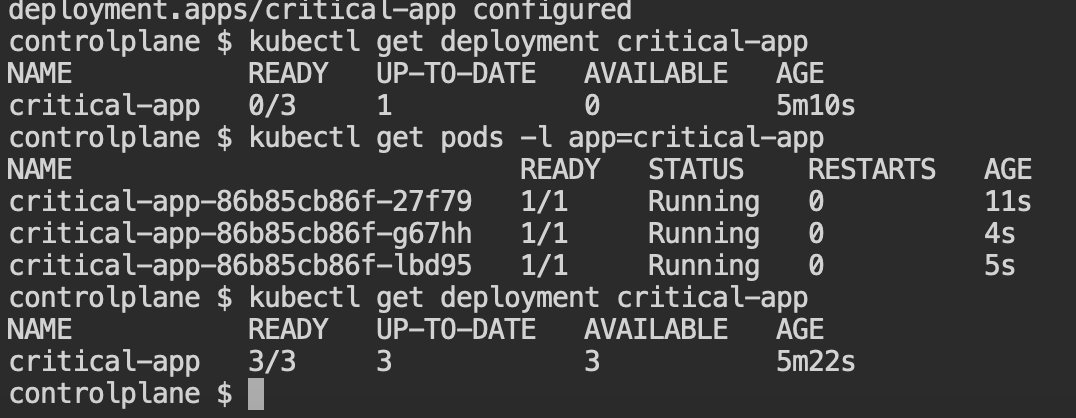 deployment.apps/critical-app configured
controlplane $ kubectl get deployment critical-app
NAME           READY   UP-TO-DATE   AVAILABLE   AGE
critical-app   0/3     1            0           5m10s
controlplane $ kubectl get pods -l app=critical-app
NAME                            READY   STATUS    RESTARTS   AGE
critical-app-86b85cb86f-27f79   1/1     Running   0          11s
critical-app-86b85cb86f-g67hh   1/1     Running   0          4s
critical-app-86b85cb86f-lbd95   1/1     Running   0          5s
controlplane $ kubectl get deployment critical-app
NAME           READY   UP-TO-DATE   AVAILABLE   AGE
critical-app   3/3     3            3           5m22s
controlplane $